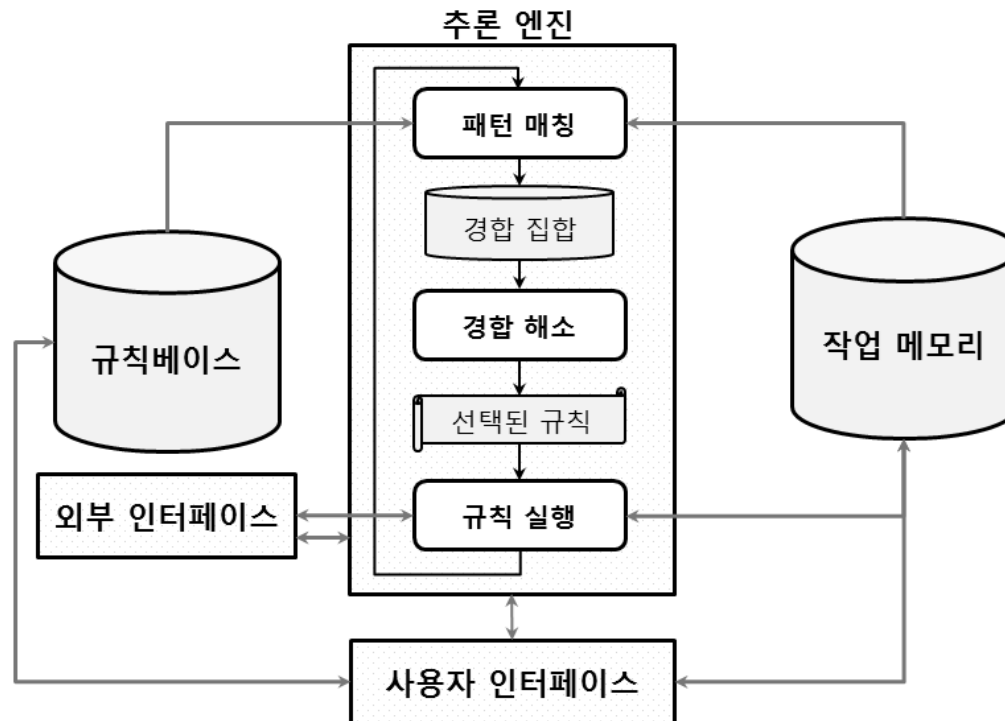 추론 엔진
패턴 매칭
경합 집합
경합 해소
선택된 규칙
규칙 실행
규칙베이스
작업 메모리
외부 인터페이스
사용자 인터페이스